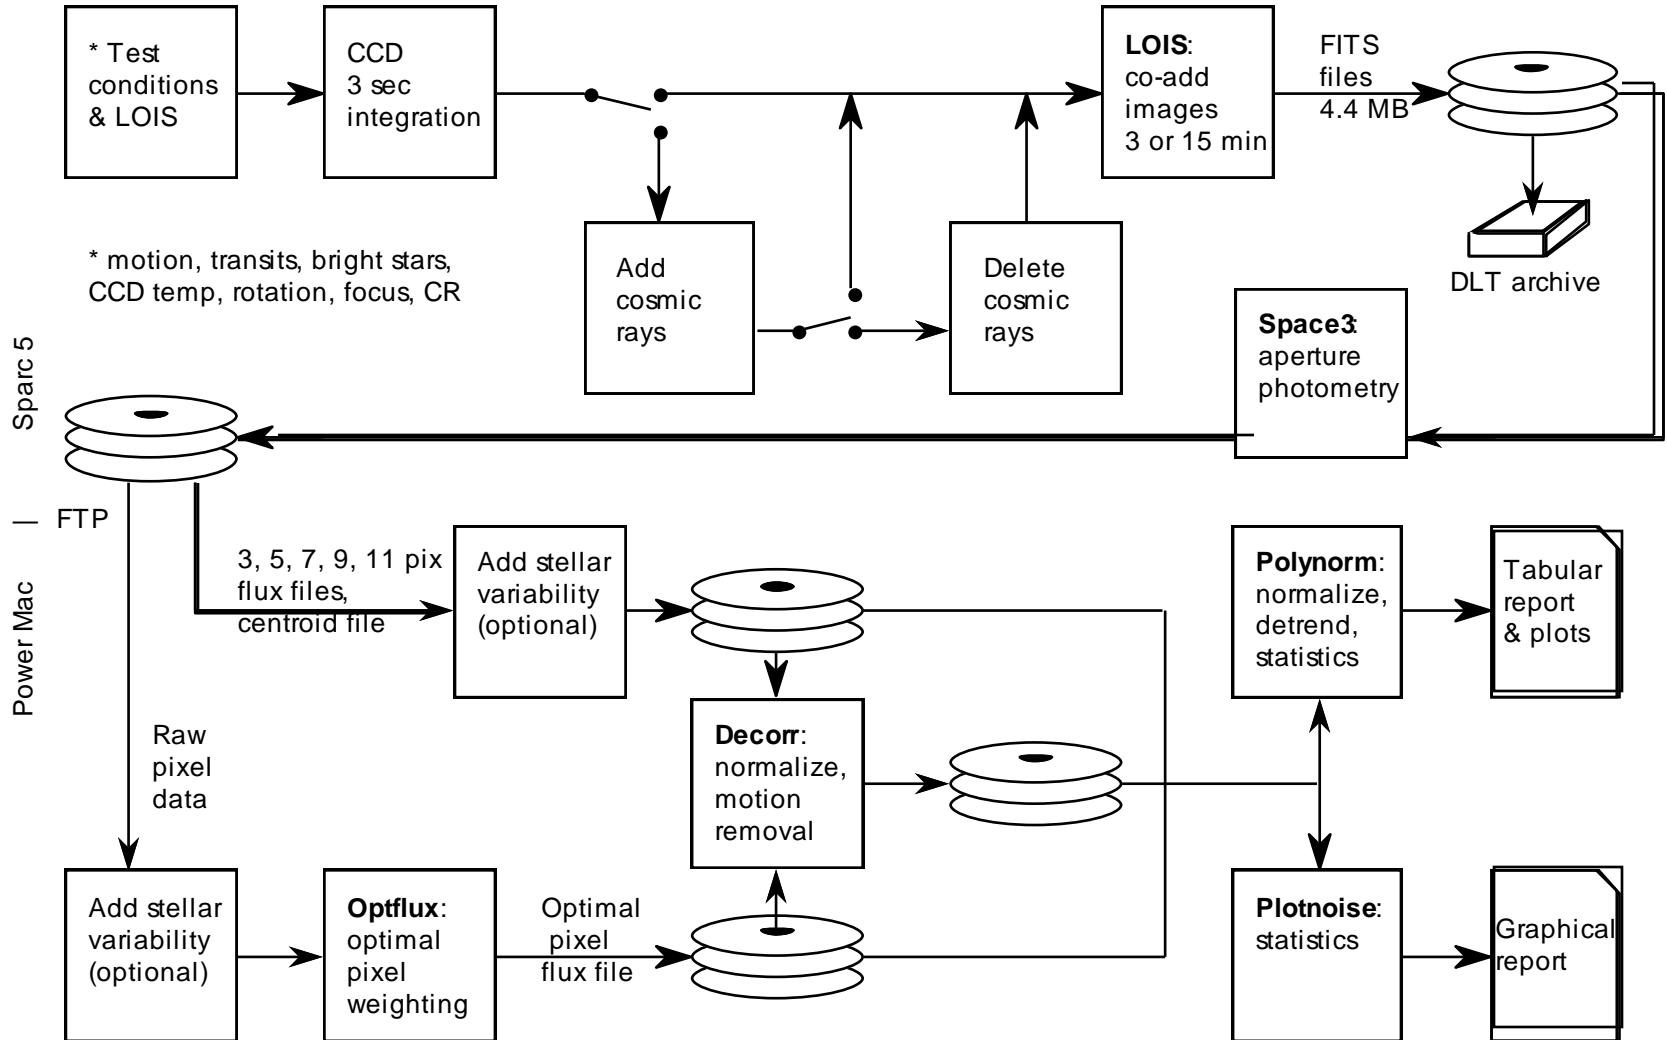 * Test
conditions
& LOIS
CCD
3 sec
integration
LOIS:
co-add
images
3 or 15 min
FITS
files
4.4 MB
* motion, transits, bright stars,
CCD temp, rotation, focus, CR
Add
cosmic
rays
Delete
cosmic
rays
DLT archive
Space3:
aperture
photometry
Sparc 5
| FTP
Power Mac
3, 5, 7, 9, 11 pix
flux files,
centroid file
Add stellar
variability
(optional)
Polynorm:
normalize,
detrend,
statistics
Tabular
report
& plots
Raw
pixel
data
Decorr:
normalize,
motion
removal
Add stellar
variability
(optional)
Optflux:
optimal
pixel
weighting
Optimal
pixel
flux file
Plotnoise:
statistics
Graphical
report